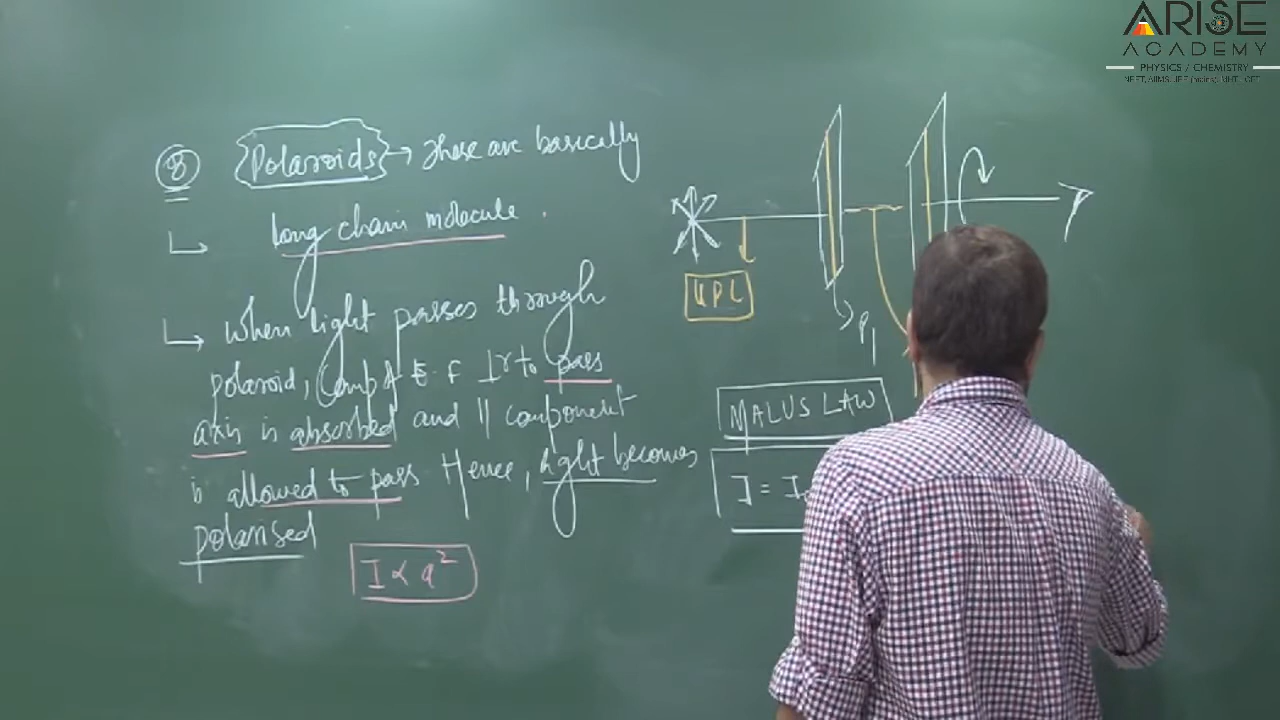 ARISE
ACADEMY
PHYSICS / CHEMISTRY
8 Polaroids → These are basically
long chain molecule .
When light passes through
polaroid, Comp of E.F ⊥r to pass
axis is absorbed and || component
is allowed to pass Hence, light becomes
polarised
I ∝ a²
UPL
P1
MALUS LAW
I = I